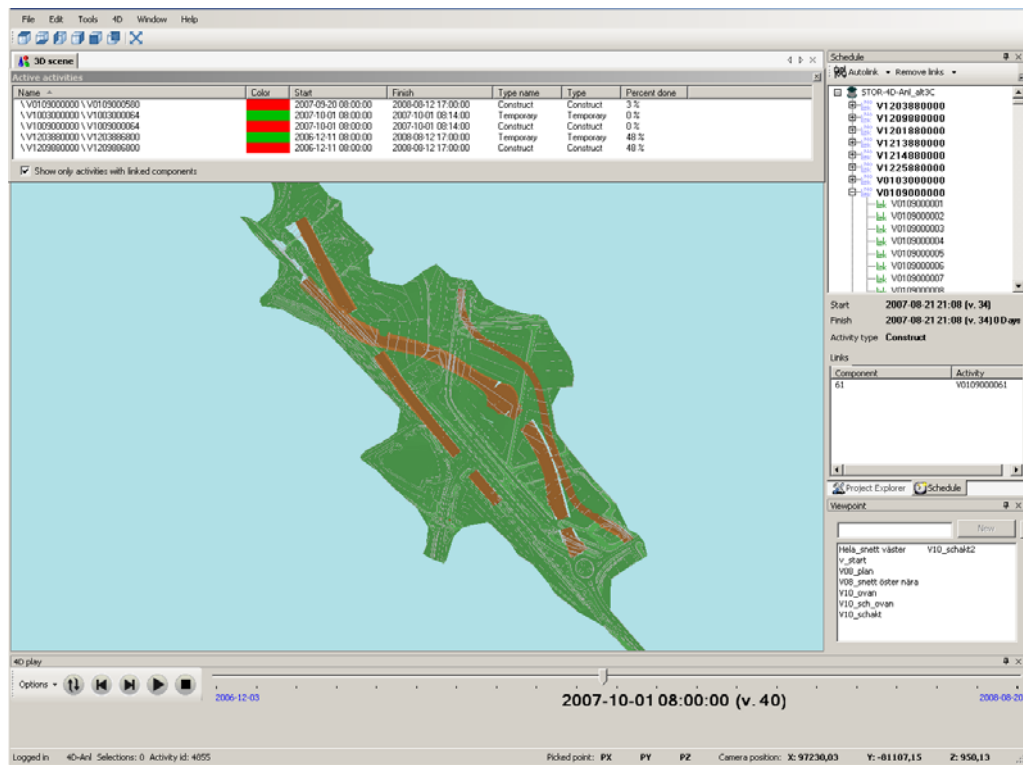 File Edit Tools 4D Window Help
3D scene
Active activities
Name Color Start Finish Type name Type Percent done
\V0109000000\V0109000580 2007-09-20 08:00:00 2008-08-12 17:00:00 Construct Construct 3 %
\V1003000000\V1003000064 2007-10-01 08:00:00 2007-10-01 08:14:00 Temporary Temporary 0 %
\V1009000000\V1009000064 2007-10-01 08:00:00 2007-10-01 08:14:00 Construct Construct 0 %
\V1203880000\V1203886800 2006-12-11 08:00:00 2008-08-12 17:00:00 Temporary Temporary 48 %
\V1209880000\V1209886800 2006-12-11 08:00:00 2008-08-12 17:00:00 Construct Construct 48 %
Show only activities with linked components
Schedule
Autolink Remove links
STOR-4D-Anl_alt3C
V1203880000
V1209880000
V1201880000
V1213880000
V1214880000
V1225880000
V0103000000
V0109000000
V0109000001
V0109000002
V0109000003
V0109000004
V0109000005
V0109000006
V0109000007
V0109000008
Start 2007-08-21 21:08 (v. 34)
Finish 2007-08-21 21:08 (v. 34) 0 Days
Activity type Construct
Links
Component Activity
61 V0109000061
Project Explorer Schedule
Viewpoint
New
Hela_snett väster V10_schakt2
v_start
V08_plan
V08_snett öster nära
V10_ovan
V10_sch_ovan
V10_schakt
4D play
Options
2006-12-03 2007-10-01 08:00:00 (v. 40) 2008-08-20
Logged in 4D-Anl Selections: 0 Activity id: 4855 Picked point: PX PY PZ Camera position: X: 97230,03 Y: -81107,15 Z: 950,13